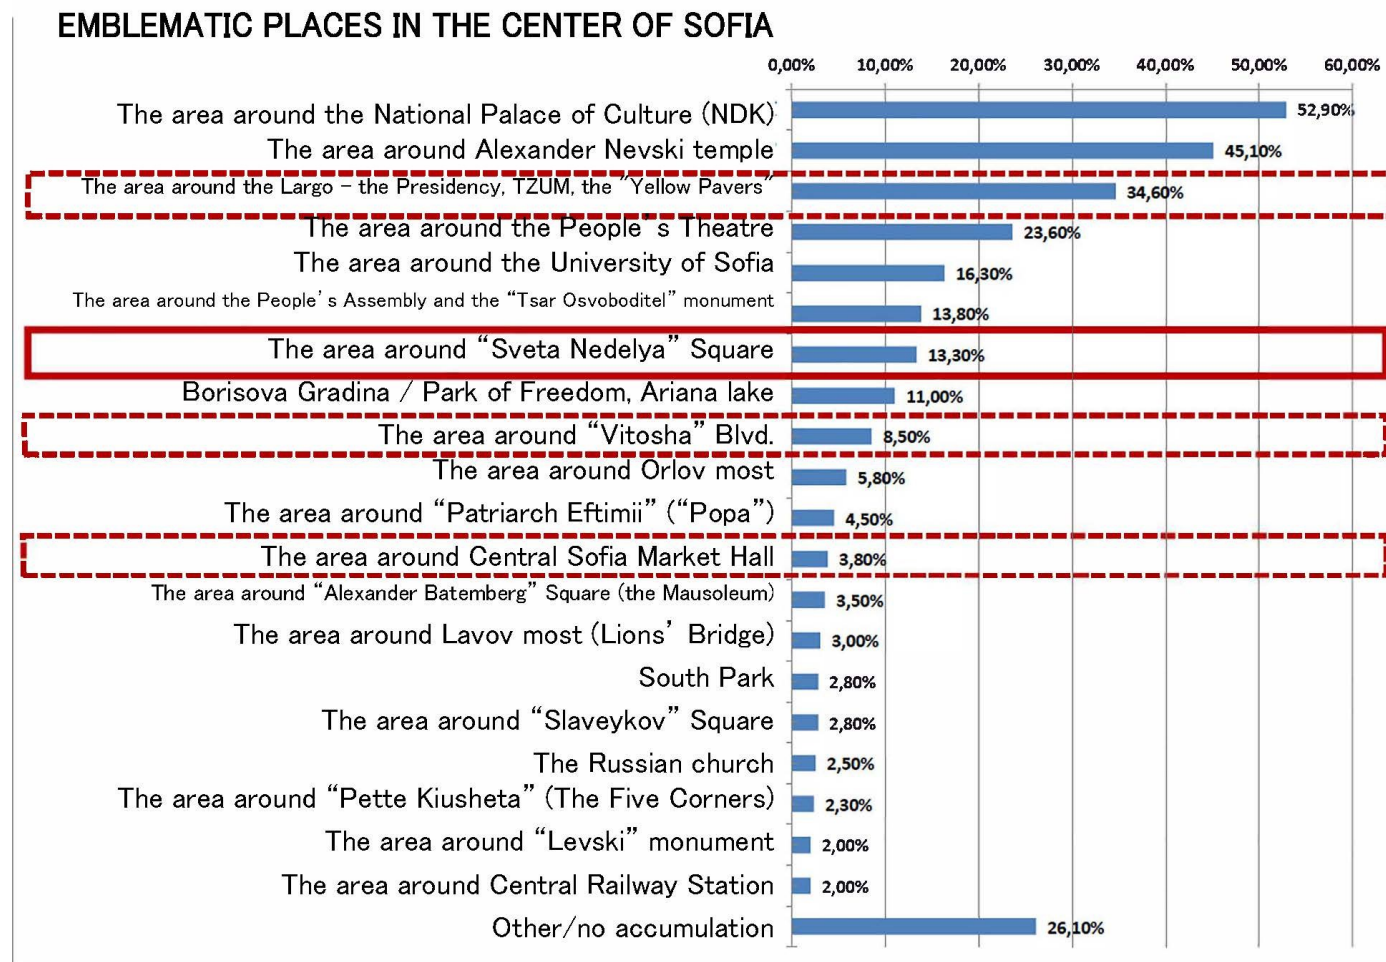 EMBLEMATIC PLACES IN THE CENTER OF SOFIA
0,00% 10,00% 20,00% 30,00% 40,00% 50,00% 60,00%
The area around the National Palace of Culture (NDK) 52,90%
The area around Alexander Nevski temple 45,10%
The area around the Largo – the Presidency, TZUM, the "Yellow Pavers" 34,60%
The area around the People's Theatre 23,60%
The area around the University of Sofia 16,30%
The area around the People's Assembly and the “Tsar Osvoboditel” monument 13,80%
The area around “Sveta Nedelya” Square 13,30%
Borisova Gradina / Park of Freedom, Ariana lake 11,00%
The area around “Vitosha” Blvd. 8,50%
The area around Orlov most 5,80%
The area around “Patriarch Eftimii” (“Popa”) 4,50%
The area around Central Sofia Market Hall 3,80%
The area around “Alexander Batemberg” Square (the Mausoleum) 3,50%
The area around Lavov most (Lions' Bridge) 3,00%
South Park 2,80%
The area around “Slaveykov” Square 2,80%
The Russian church 2,50%
The area around “Pette Kiusheta” (The Five Corners) 2,30%
The area around “Levski” monument 2,00%
The area around Central Railway Station 2,00%
Other/no accumulation 26,10%